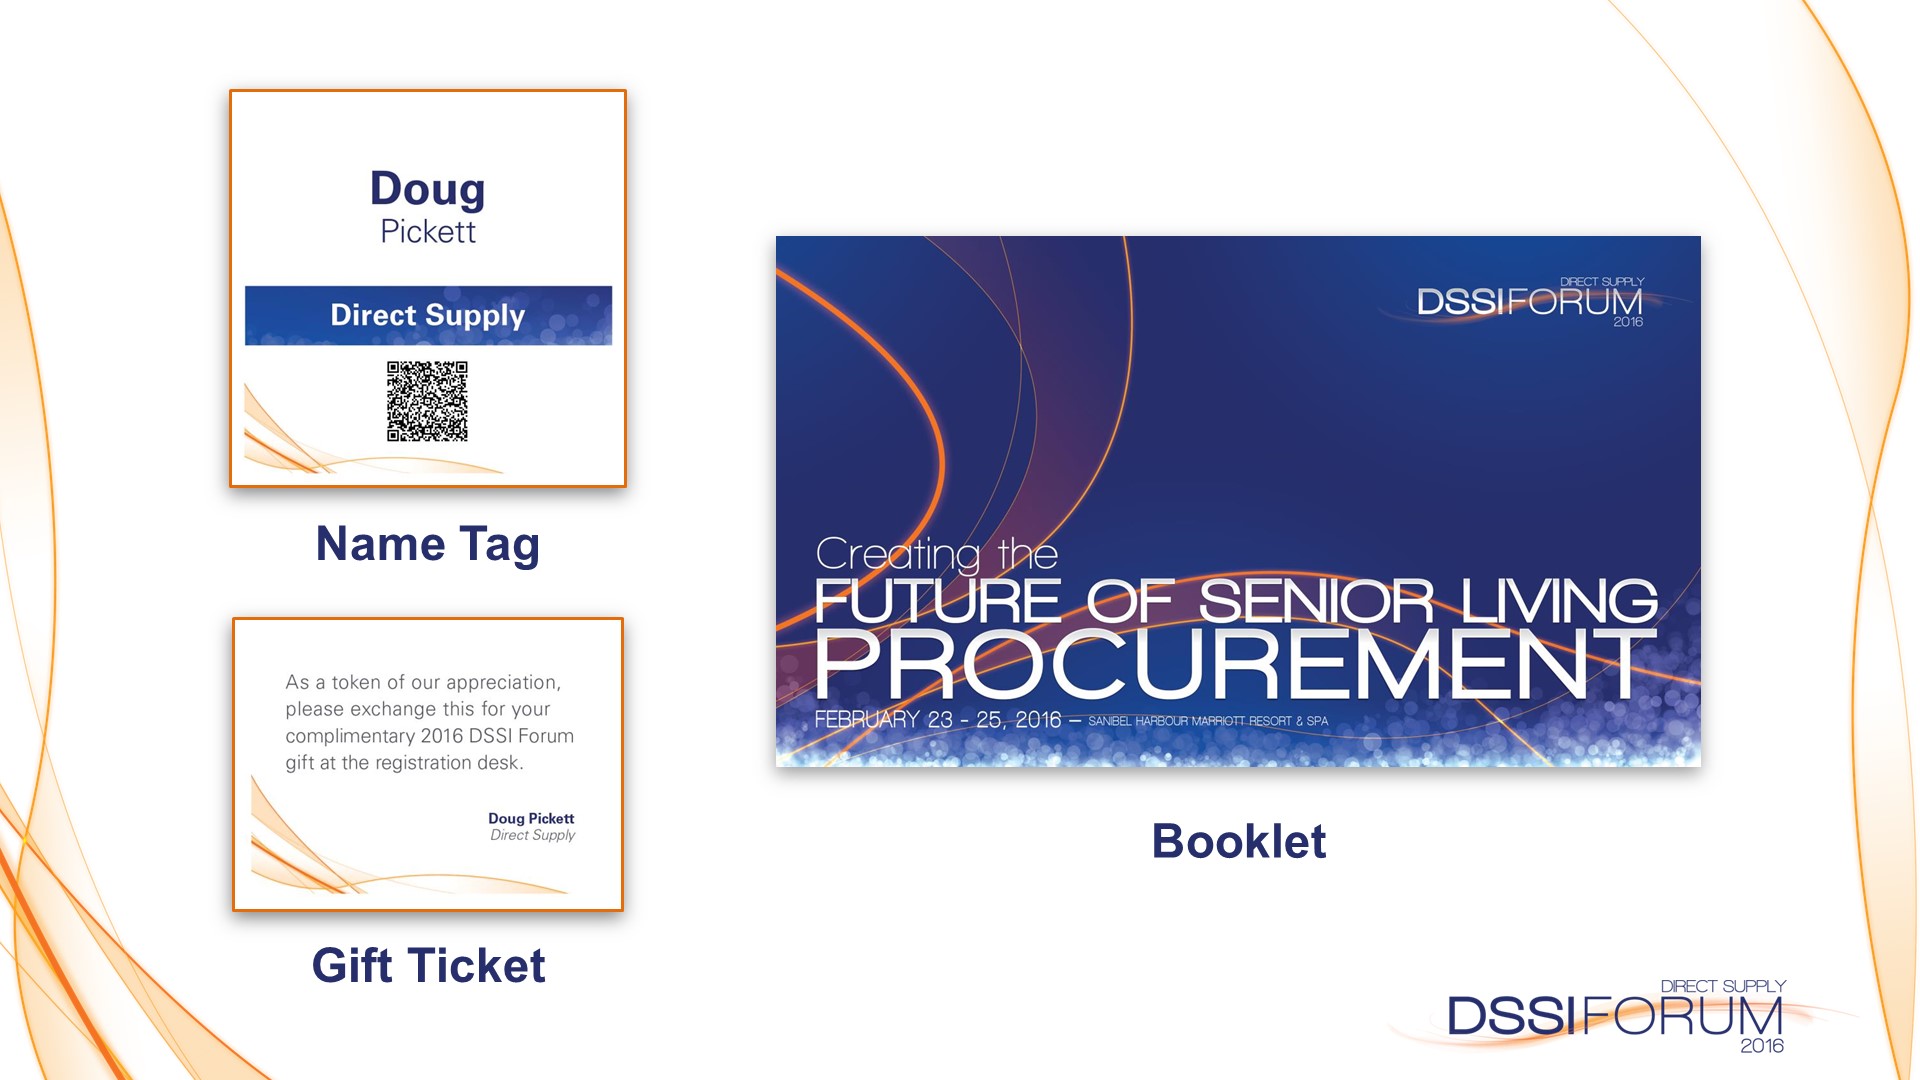 Doug
Pickett
Direct Supply
Name Tag
As a token of our appreciation,
please exchange this for your
complimentary 2016 DSSI Forum
gift at the registration desk.
Doug Pickett
Direct Supply
Gift Ticket
DIRECT SUPPLY
DSSIFORUM
2016
Creating the
FUTURE OF SENIOR LIVING
PROCUREMENT
FEBRUARY 23 - 25, 2016 – SANIBEL HARBOUR MARRIOTT RESORT & SPA
Booklet
DIRECT SUPPLY
DSSIFORUM
2016